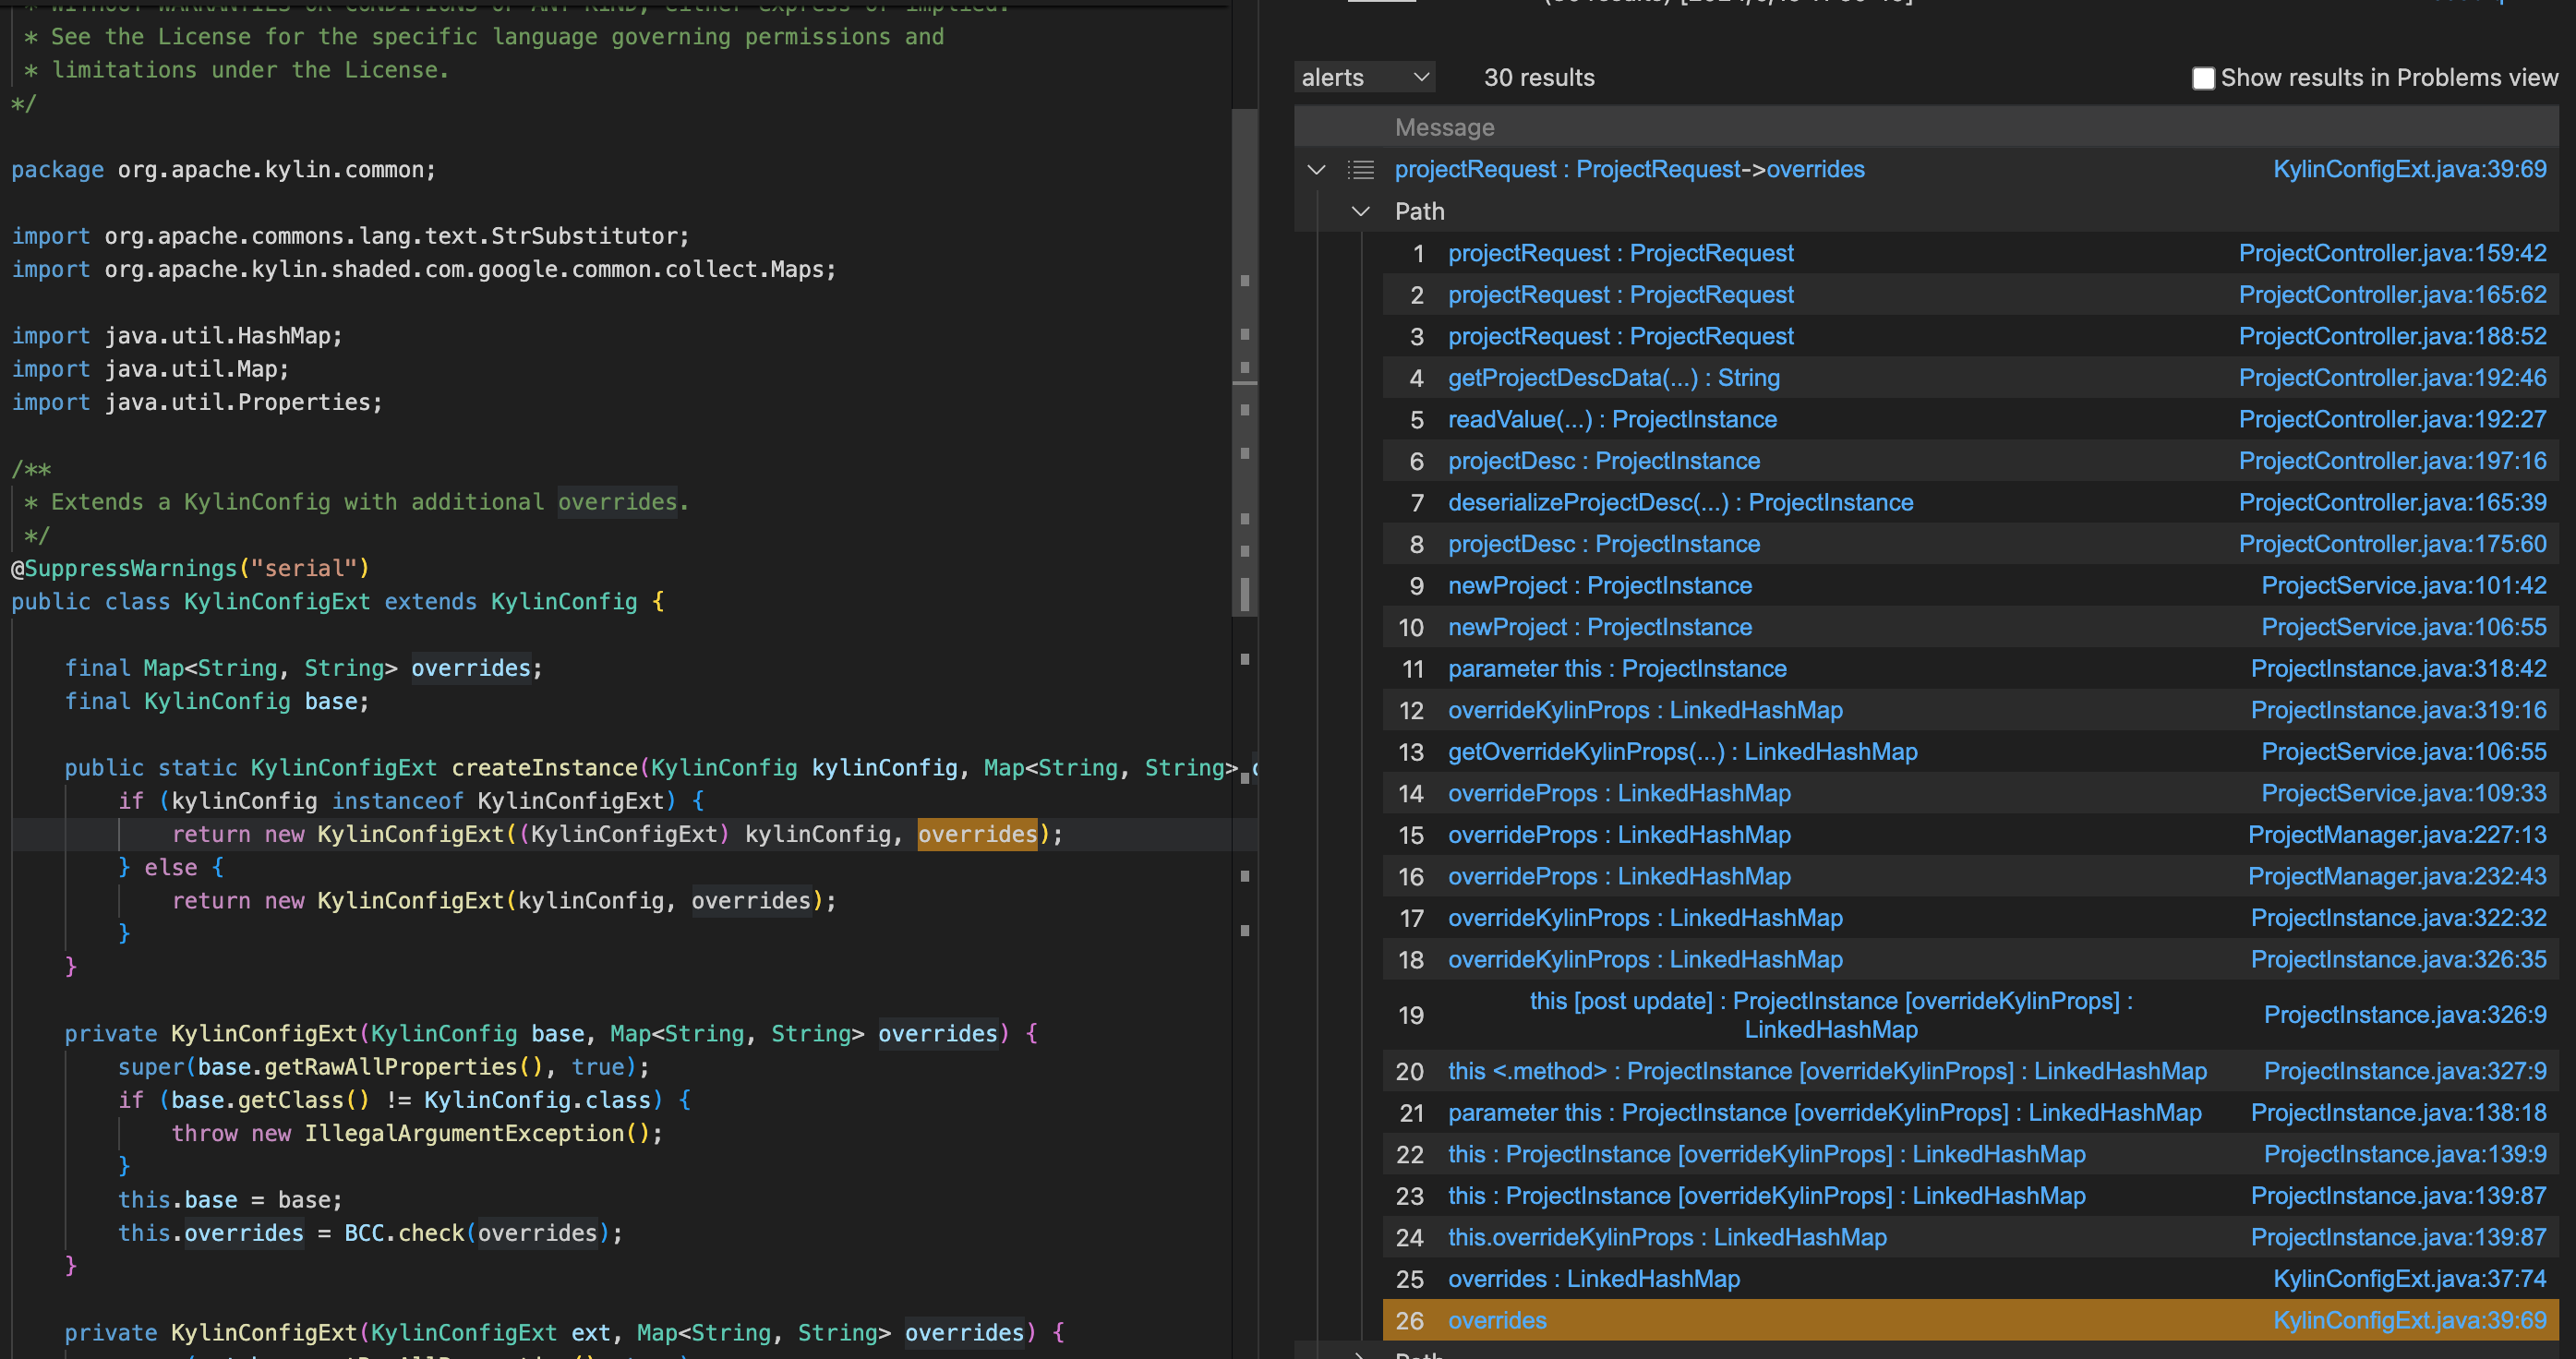 * WITHOUT WARRANTIES OR CONDITIONS OF ANY KIND, either express or implied.
* See the License for the specific language governing permissions and
* limitations under the License.
*/
package org.apache.kylin.common;
import org.apache.commons.lang.text.StrSubstitutor;
import org.apache.kylin.shaded.com.google.common.collect.Maps;
import java.util.HashMap;
import java.util.Map;
import java.util.Properties;
/**
* Extends a KylinConfig with additional overrides.
*/
@SuppressWarnings("serial")
public class KylinConfigExt extends KylinConfig {
final Map<String, String> overrides;
final KylinConfig base;
public static KylinConfigExt createInstance(KylinConfig kylinConfig, Map<String, String>
if (kylinConfig instanceof KylinConfigExt) {
return new KylinConfigExt((KylinConfigExt) kylinConfig, overrides);
} else {
return new KylinConfigExt(kylinConfig, overrides);
}
}
private KylinConfigExt(KylinConfig base, Map<String, String> overrides) {
super(base.getRawAllProperties(), true);
if (base.getClass() != KylinConfig.class) {
throw new IllegalArgumentException();
}
this.base = base;
this.overrides = BCC.check(overrides);
}
private KylinConfigExt(KylinConfigExt ext, Map<String, String> overrides) {
alerts 30 results Show results in Problems view
Message
projectRequest : ProjectRequest->overrides KylinConfigExt.java:39:69
Path
1 projectRequest : ProjectRequest ProjectController.java:159:42
2 projectRequest : ProjectRequest ProjectController.java:165:62
3 projectRequest : ProjectRequest ProjectController.java:188:52
4 getProjectDescData(...) : String ProjectController.java:192:46
5 readValue(...) : ProjectInstance ProjectController.java:192:27
6 projectDesc : ProjectInstance ProjectController.java:197:16
7 deserializeProjectDesc(...) : ProjectInstance ProjectController.java:165:39
8 projectDesc : ProjectInstance ProjectController.java:175:60
9 newProject : ProjectInstance ProjectService.java:101:42
10 newProject : ProjectInstance ProjectService.java:106:55
11 parameter this : ProjectInstance ProjectInstance.java:318:42
12 overrideKylinProps : LinkedHashMap ProjectInstance.java:319:16
13 getOverrideKylinProps(...) : LinkedHashMap ProjectService.java:106:55
14 overrideProps : LinkedHashMap ProjectService.java:109:33
15 overrideProps : LinkedHashMap ProjectManager.java:227:13
16 overrideProps : LinkedHashMap ProjectManager.java:232:43
17 overrideKylinProps : LinkedHashMap ProjectInstance.java:322:32
18 overrideKylinProps : LinkedHashMap ProjectInstance.java:326:35
19 this [post update] : ProjectInstance [overrideKylinProps] :
LinkedHashMap ProjectInstance.java:326:9
20 this <.method> : ProjectInstance [overrideKylinProps] : LinkedHashMap ProjectInstance.java:327:9
21 parameter this : ProjectInstance [overrideKylinProps] : LinkedHashMap ProjectInstance.java:138:18
22 this : ProjectInstance [overrideKylinProps] : LinkedHashMap ProjectInstance.java:139:9
23 this : ProjectInstance [overrideKylinProps] : LinkedHashMap ProjectInstance.java:139:87
24 this.overrideKylinProps : LinkedHashMap ProjectInstance.java:139:87
25 overrides : LinkedHashMap KylinConfigExt.java:37:74
26 overrides KylinConfigExt.java:39:69
Path